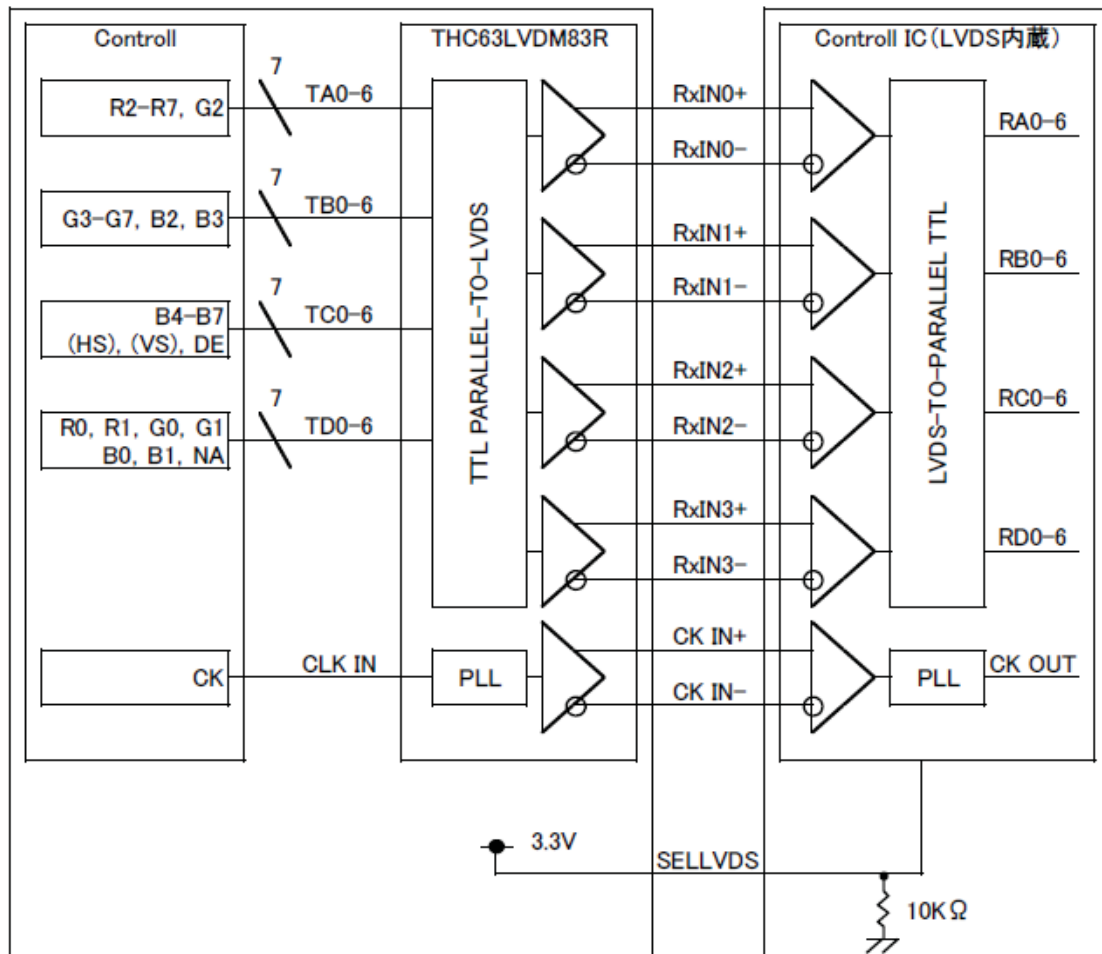 Controll
THC63LVDM83R
Controll IC(LVDS内蔵)
R2-R7, G2
7
TA0-6
G3-G7, B2, B3
7
TB0-6
B4-B7
(HS), (VS), DE
7
TC0-6
R0, R1, G0, G1
B0, B1, NA
7
TD0-6
CK
CLK IN
TTL PARALLEL-TO-LVDS
PLL
RxIN0+
RxIN0-
RxIN1+
RxIN1-
RxIN2+
RxIN2-
RxIN3+
RxIN3-
CK IN+
CK IN-
LVDS-TO-PARALLEL TTL
PLL
RA0-6
RB0-6
RC0-6
RD0-6
CK OUT
3.3V
SELLVDS
10KΩ